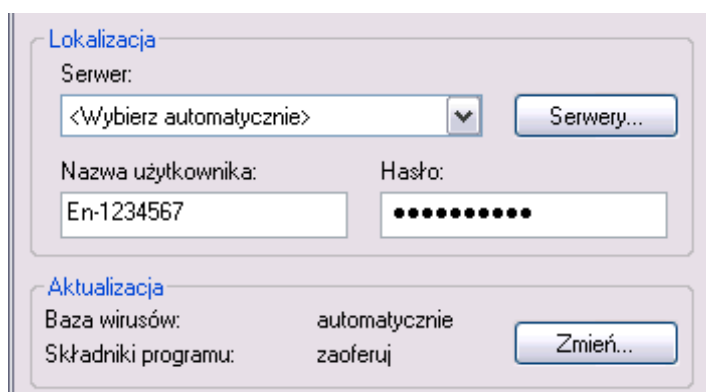 Lokalizacja
Serwer:
<Wybierz automatycznie>
Serwery...
Nazwa użytkownika: Hasło:
En-1234567 ●●●●●●●●●●
Aktualizacja
Baza wirusów: automatycznie
Składniki programu: zaoferuj
Zmień...